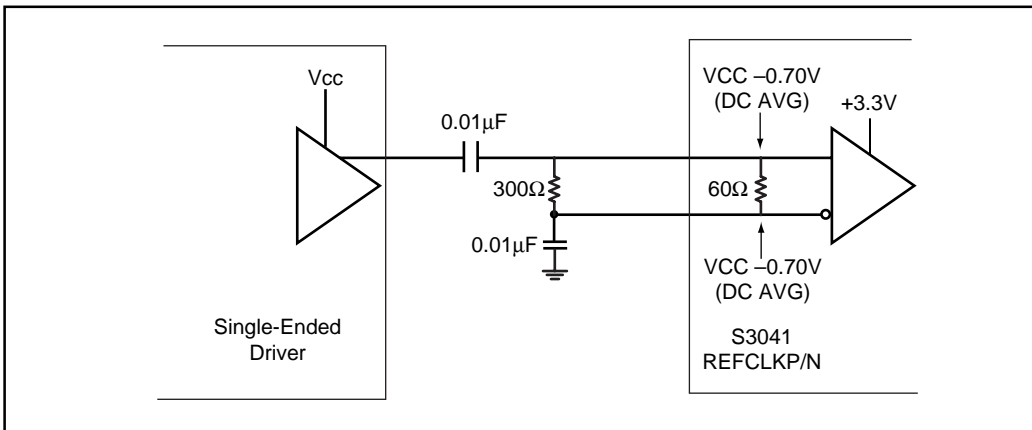 Vcc
0.01µF
VCC –0.70V
(DC AVG)
+3.3V
300Ω
60Ω
0.01µF
VCC –0.70V
(DC AVG)
Single-Ended
Driver
S3041
REFCLKP/N